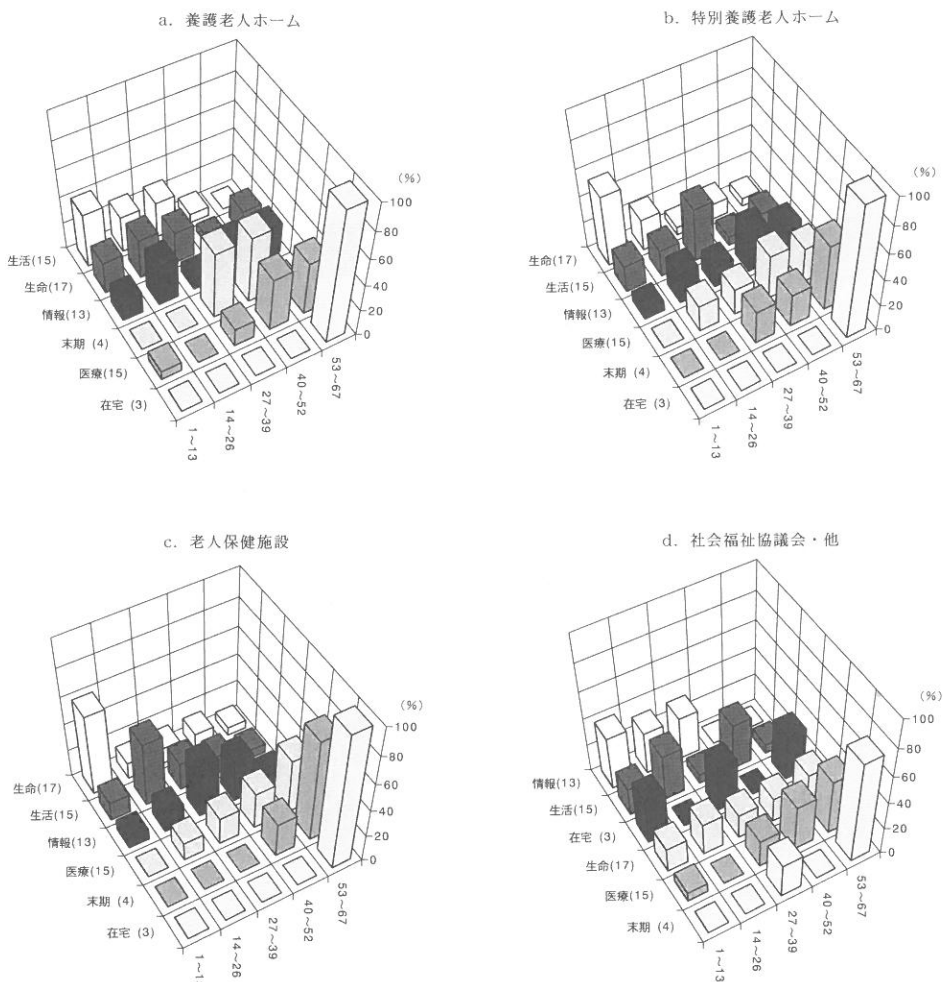 a. 養護老人ホーム
(%)
100
80
60
40
20
0
生活(15)
生命(17)
情報(13)
末期 (4)
医療(15)
在宅 (3)
1～13
14～26
27～39
40～52
53～67
b. 特別養護老人ホーム
(%)
100
80
60
40
20
0
生命(17)
生活(15)
情報(13)
医療(15)
末期 (4)
在宅 (3)
1～13
14～26
27～39
40～52
53～67
c. 老人保健施設
(%)
100
80
60
40
20
0
生命(17)
生活(15)
情報(13)
医療(15)
末期 (4)
在宅 (3)
1～1
14～26
27～39
40～52
53～67
d. 社会福祉協議会・他
(%)
100
80
60
40
20
0
情報(13)
生活(15)
在宅 (3)
生命(17)
医療(15)
末期 (4)
1～13
14～26
27～39
40～52
53～67